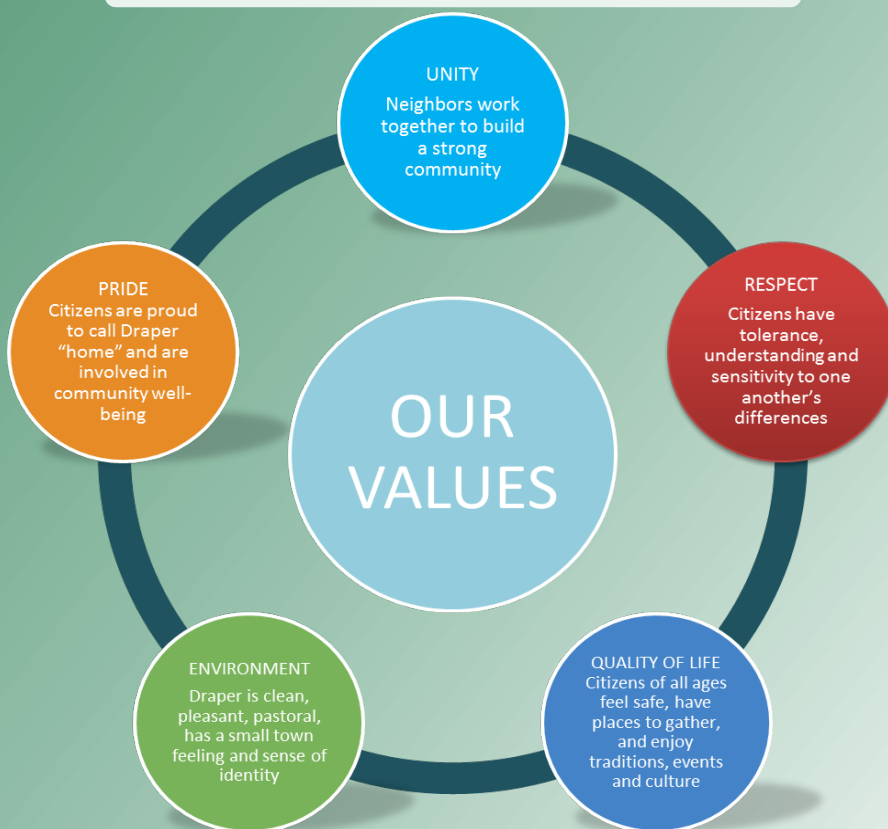 UNITY
Neighbors work
together to build
a strong
community
RESPECT
Citizens have
tolerance,
understanding and
sensitivity to one
another’s
differences
QUALITY OF LIFE
Citizens of all ages
feel safe, have
places to gather,
and enjoy
traditions, events
and culture
ENVIRONMENT
Draper is clean,
pleasant, pastoral,
has a small town
feeling and sense of
identity
PRIDE
Citizens are proud
to call Draper
“home” and are
involved in
community well-
being
OUR
VALUES